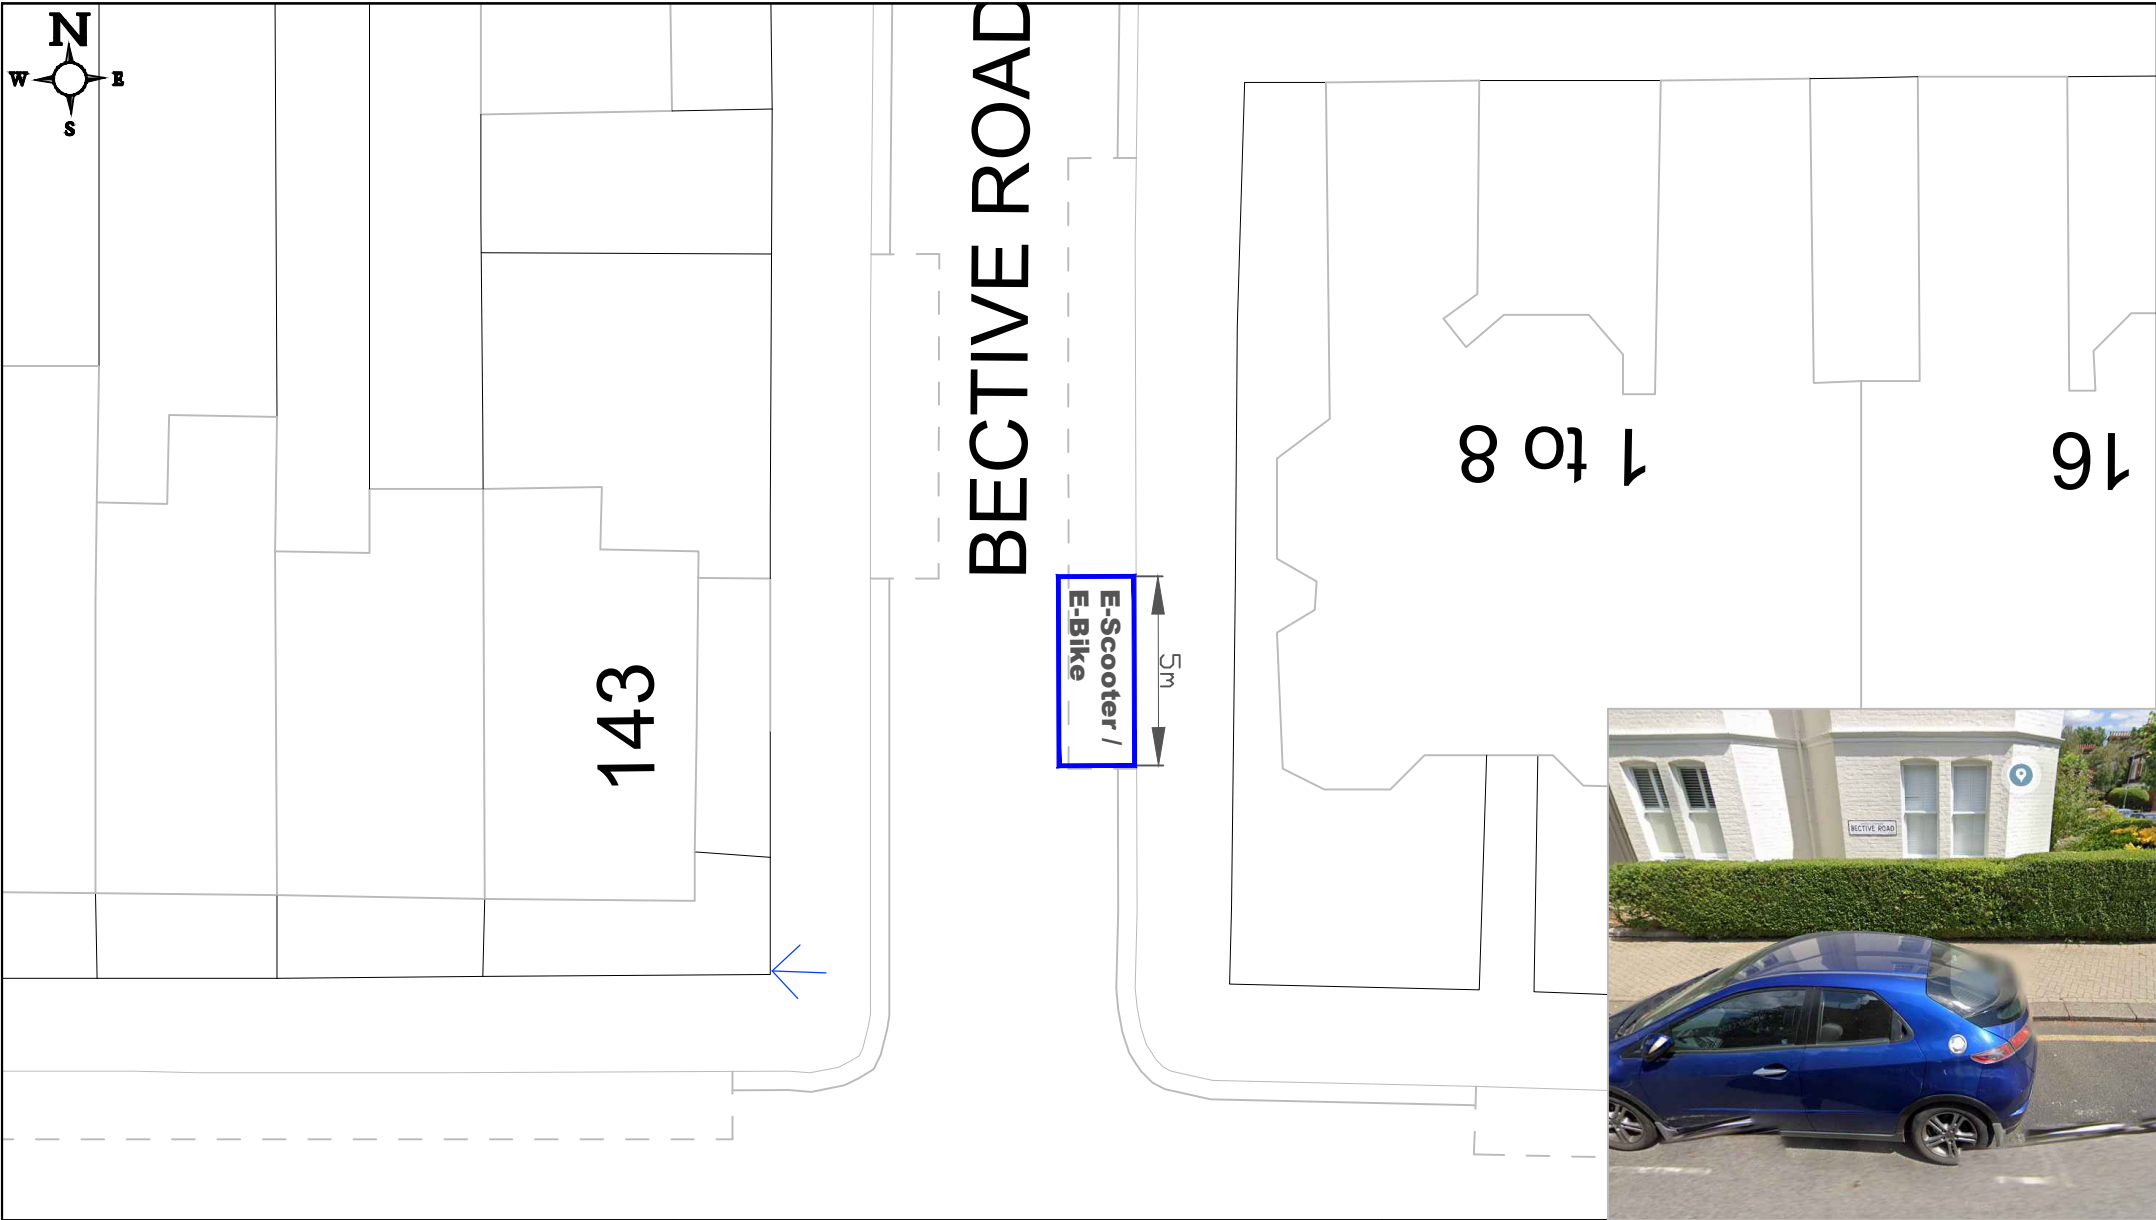 N
W
E
S
BECTIVE ROAD
1 to 8
16
E-Scooter /
E-Bike
5m
143
BECTIVE ROAD